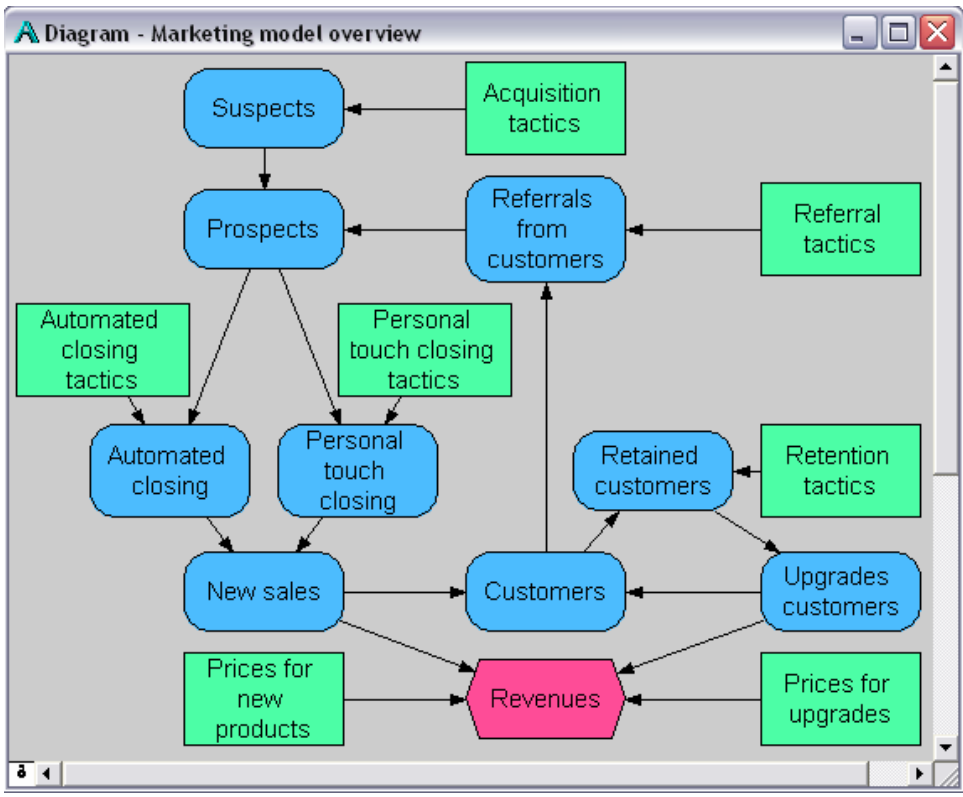 Diagram - Marketing model overview
Suspects
Acquisition
tactics
Prospects
Referrals
from
customers
Referral
tactics
Automated
closing
tactics
Personal
touch closing
tactics
Automated
closing
Personal
touch
closing
Retained
customers
Retention
tactics
New sales
Customers
Upgrades
customers
Prices for
new
products
Revenues
Prices for
upgrades